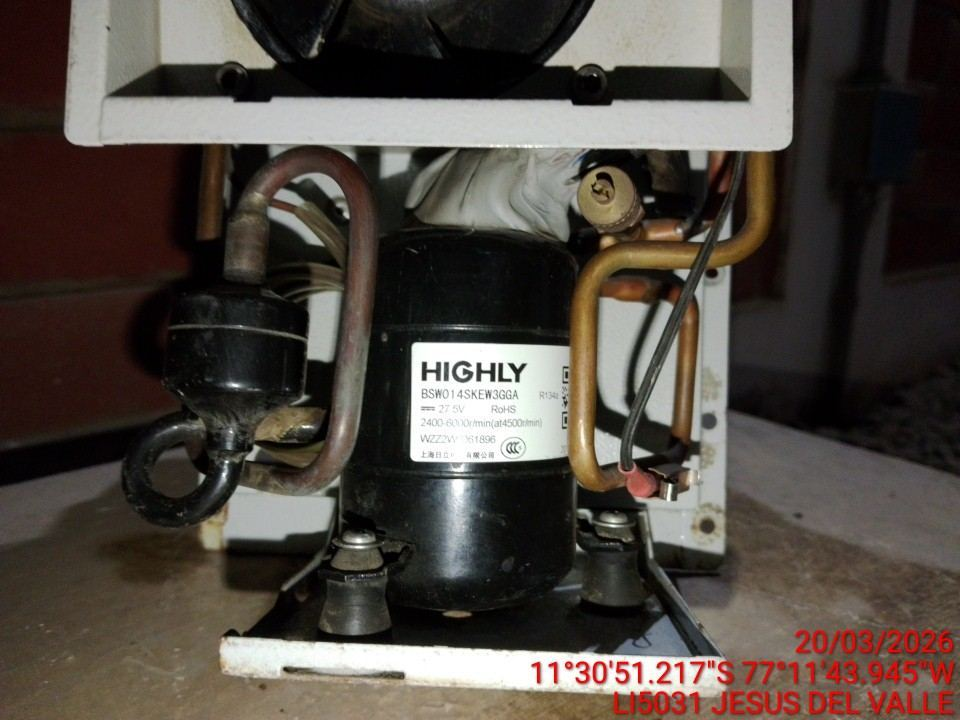 HIGHLY
BSW014SKEW3GGA R134a
27.5V RoHS
2400-6000r/min(at4500r/min)
上海日立 有限公司
20/03/2026
11°30'51.217"S 77°11'43.945"W
LI5031 JESUS DEL VALLE